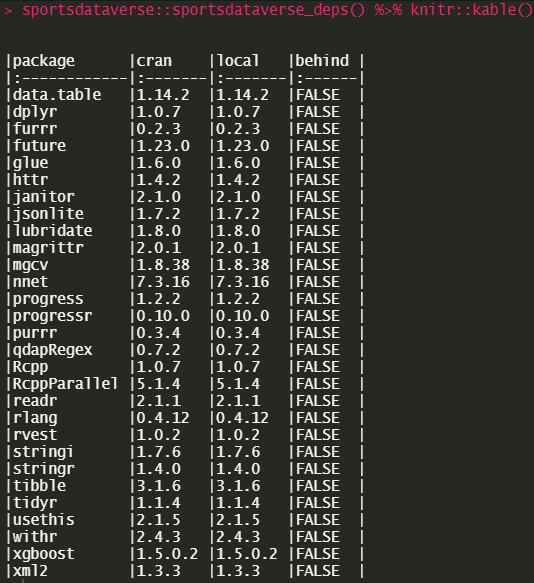 > sportsdataverse::sportsdataverse_deps() %>% knitr::kable()
|package      |cran    |local   |behind |
|:------------|:-------|:-------|:------|
|data.table   |1.14.2  |1.14.2  |FALSE  |
|dplyr        |1.0.7   |1.0.7   |FALSE  |
|furrr        |0.2.3   |0.2.3   |FALSE  |
|future       |1.23.0  |1.23.0  |FALSE  |
|glue         |1.6.0   |1.6.0   |FALSE  |
|httr         |1.4.2   |1.4.2   |FALSE  |
|janitor      |2.1.0   |2.1.0   |FALSE  |
|jsonlite     |1.7.2   |1.7.2   |FALSE  |
|lubridate    |1.8.0   |1.8.0   |FALSE  |
|magrittr     |2.0.1   |2.0.1   |FALSE  |
|mgcv         |1.8.38  |1.8.38  |FALSE  |
|nnet         |7.3.16  |7.3.16  |FALSE  |
|progress     |1.2.2   |1.2.2   |FALSE  |
|progressr    |0.10.0  |0.10.0  |FALSE  |
|purrr        |0.3.4   |0.3.4   |FALSE  |
|qdapRegex    |0.7.2   |0.7.2   |FALSE  |
|Rcpp         |1.0.7   |1.0.7   |FALSE  |
|RcppParallel |5.1.4   |5.1.4   |FALSE  |
|readr        |2.1.1   |2.1.1   |FALSE  |
|rlang        |0.4.12  |0.4.12  |FALSE  |
|rvest        |1.0.2   |1.0.2   |FALSE  |
|stringi      |1.7.6   |1.7.6   |FALSE  |
|stringr      |1.4.0   |1.4.0   |FALSE  |
|tibble       |3.1.6   |3.1.6   |FALSE  |
|tidyr        |1.1.4   |1.1.4   |FALSE  |
|usethis      |2.1.5   |2.1.5   |FALSE  |
|withr        |2.4.3   |2.4.3   |FALSE  |
|xgboost      |1.5.0.2 |1.5.0.2 |FALSE  |
|xml2         |1.3.3   |1.3.3   |FALSE  |